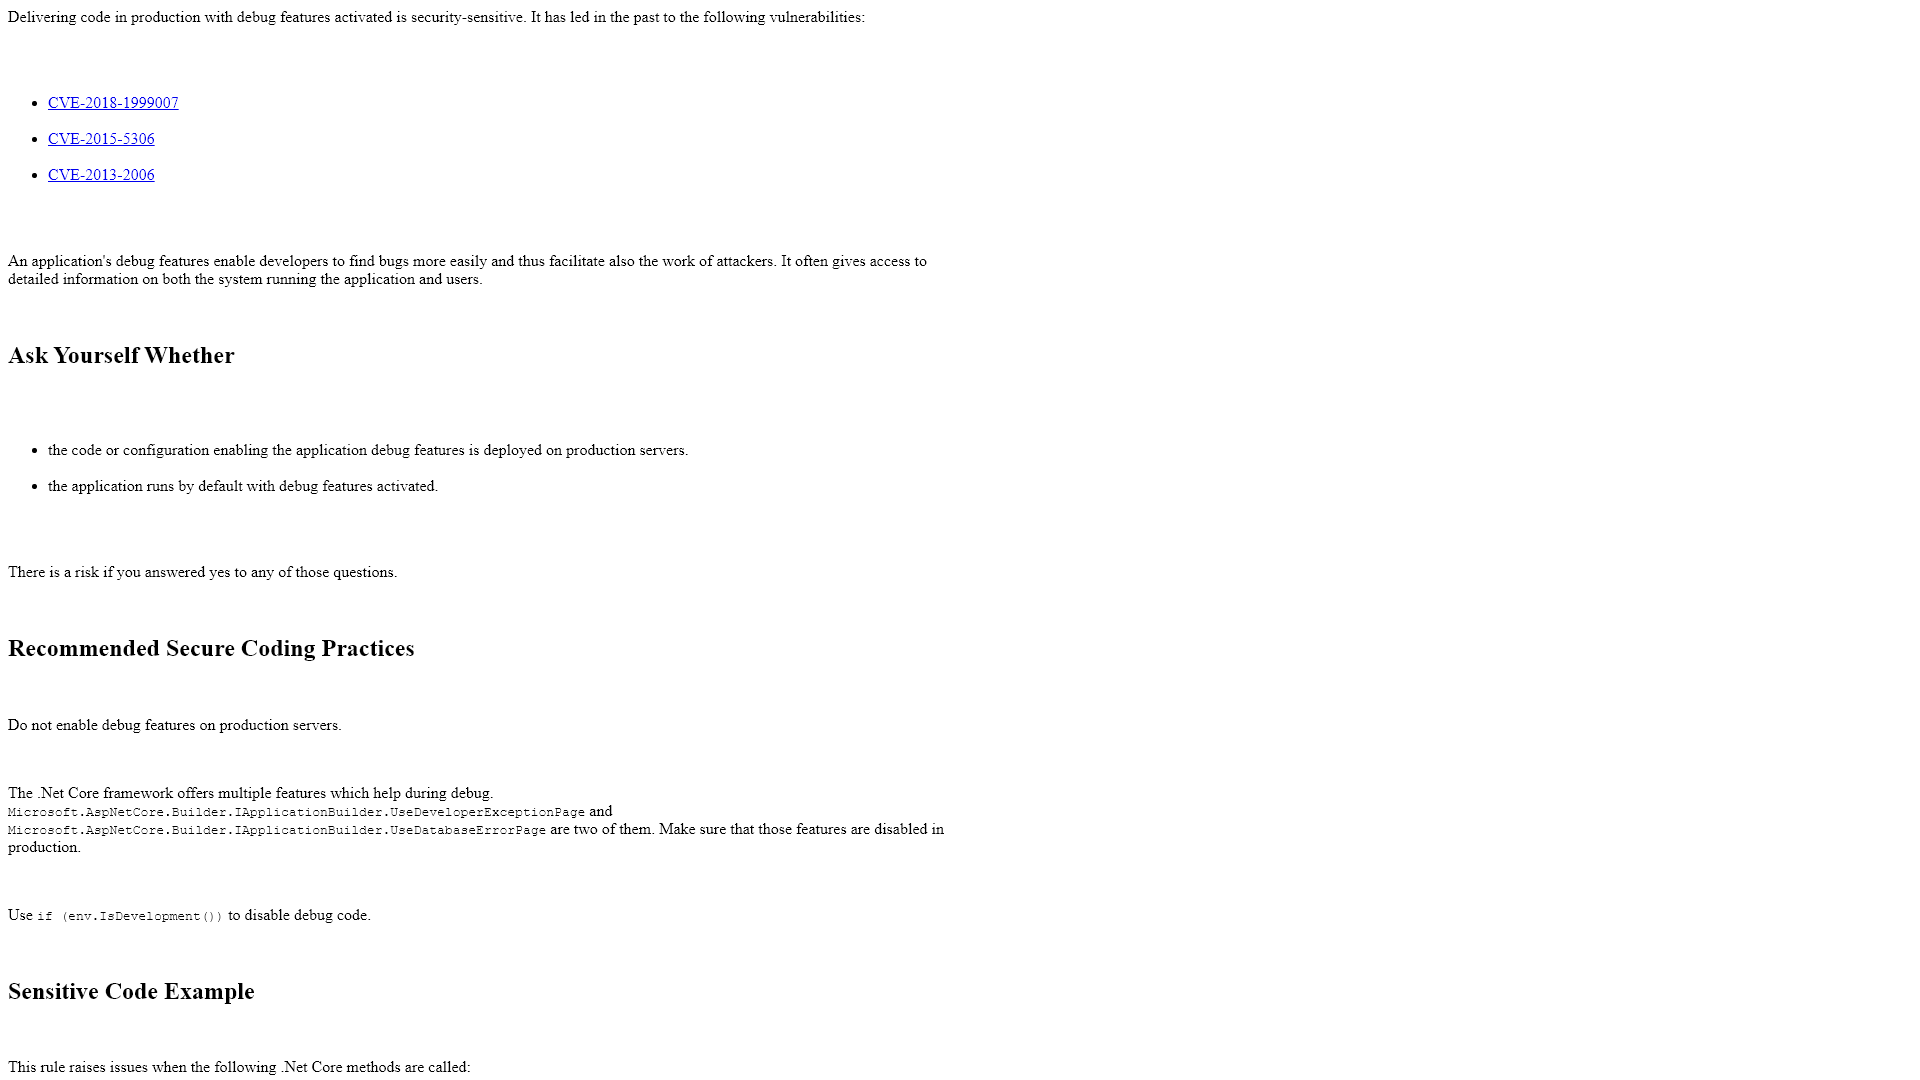 Delivering code in production with debug features activated is security-sensitive. It has led in the past to the following vulnerabilities:
CVE-2018-1999007
CVE-2015-5306
CVE-2013-2006
An application's debug features enable developers to find bugs more easily and thus facilitate also the work of attackers. It often gives access to
detailed information on both the system running the application and users.
Ask Yourself Whether
the code or configuration enabling the application debug features is deployed on production servers.
the application runs by default with debug features activated.
There is a risk if you answered yes to any of those questions.
Recommended Secure Coding Practices
Do not enable debug features on production servers.
The .Net Core framework offers multiple features which help during debug.
Microsoft.AspNetCore.Builder.IApplicationBuilder.UseDeveloperExceptionPage and
Microsoft.AspNetCore.Builder.IApplicationBuilder.UseDatabaseErrorPage are two of them. Make sure that those features are disabled in
production.
Use if (env.IsDevelopment()) to disable debug code.
Sensitive Code Example
This rule raises issues when the following .Net Core methods are called: